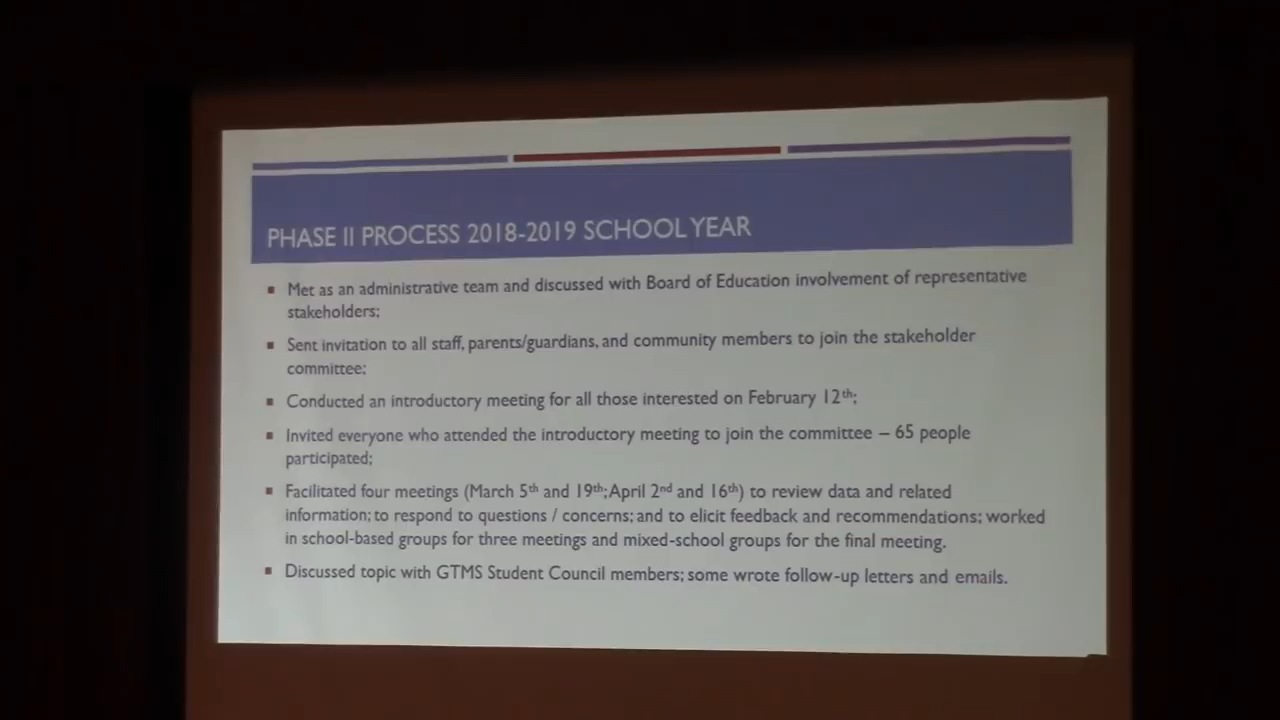 PHASE II PROCESS 2018-2019 SCHOOL YEAR
▪ Met as an administrative team and discussed with Board of Education involvement of representative
stakeholders;
▪ Sent invitation to all staff, parents/guardians, and community members to join the stakeholder
committee;
▪ Conducted an introductory meeting for all those interested on February 12th;
▪ Invited everyone who attended the introductory meeting to join the committee – 65 people
participated;
▪ Facilitated four meetings (March 5th and 19th; April 2nd and 16th) to review data and related
information; to respond to questions / concerns; and to elicit feedback and recommendations; worked
in school-based groups for three meetings and mixed-school groups for the final meeting.
▪ Discussed topic with GTMS Student Council members; some wrote follow-up letters and emails.